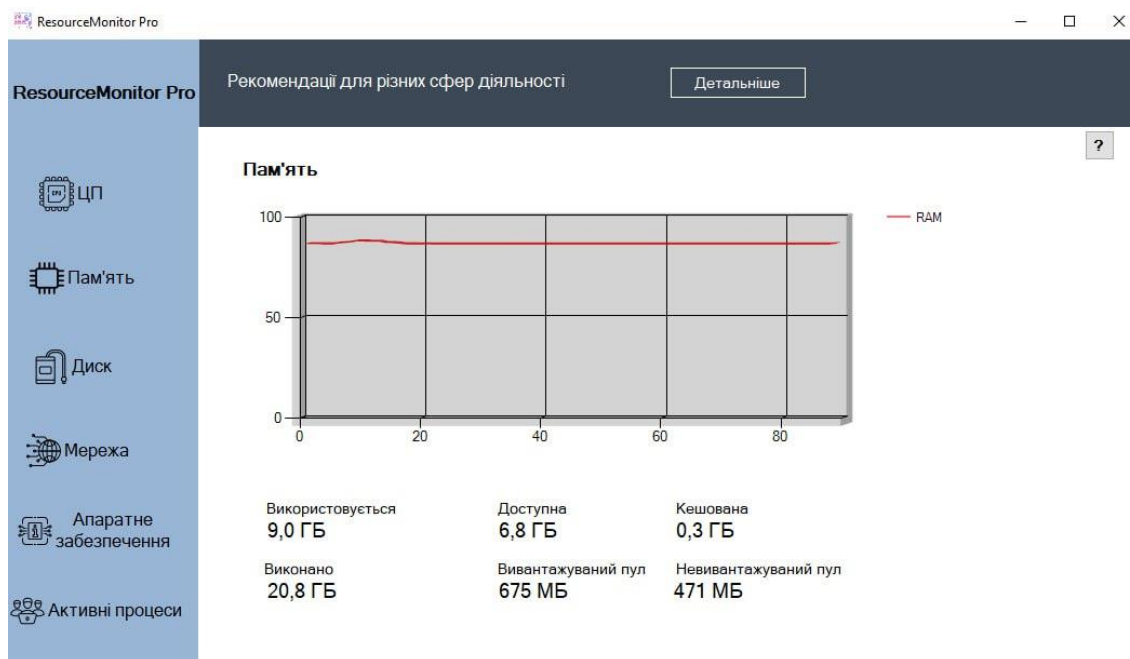 ResourceMonitor Pro
ResourceMonitor Pro
Рекомендації для різних сфер діяльності
Детальніше
?
ЦП
Пам'ять
Диск
Мережа
Апаратне
забезпечення
Активні процеси
Пам'ять
100
50
0
0 20 40 60 80
RAM
Використовується Доступна Кешована
9,0 ГБ 6,8 ГБ 0,3 ГБ
Виконано Вивантажуваний пул Невивантажуваний пул
20,8 ГБ 675 МБ 471 МБ